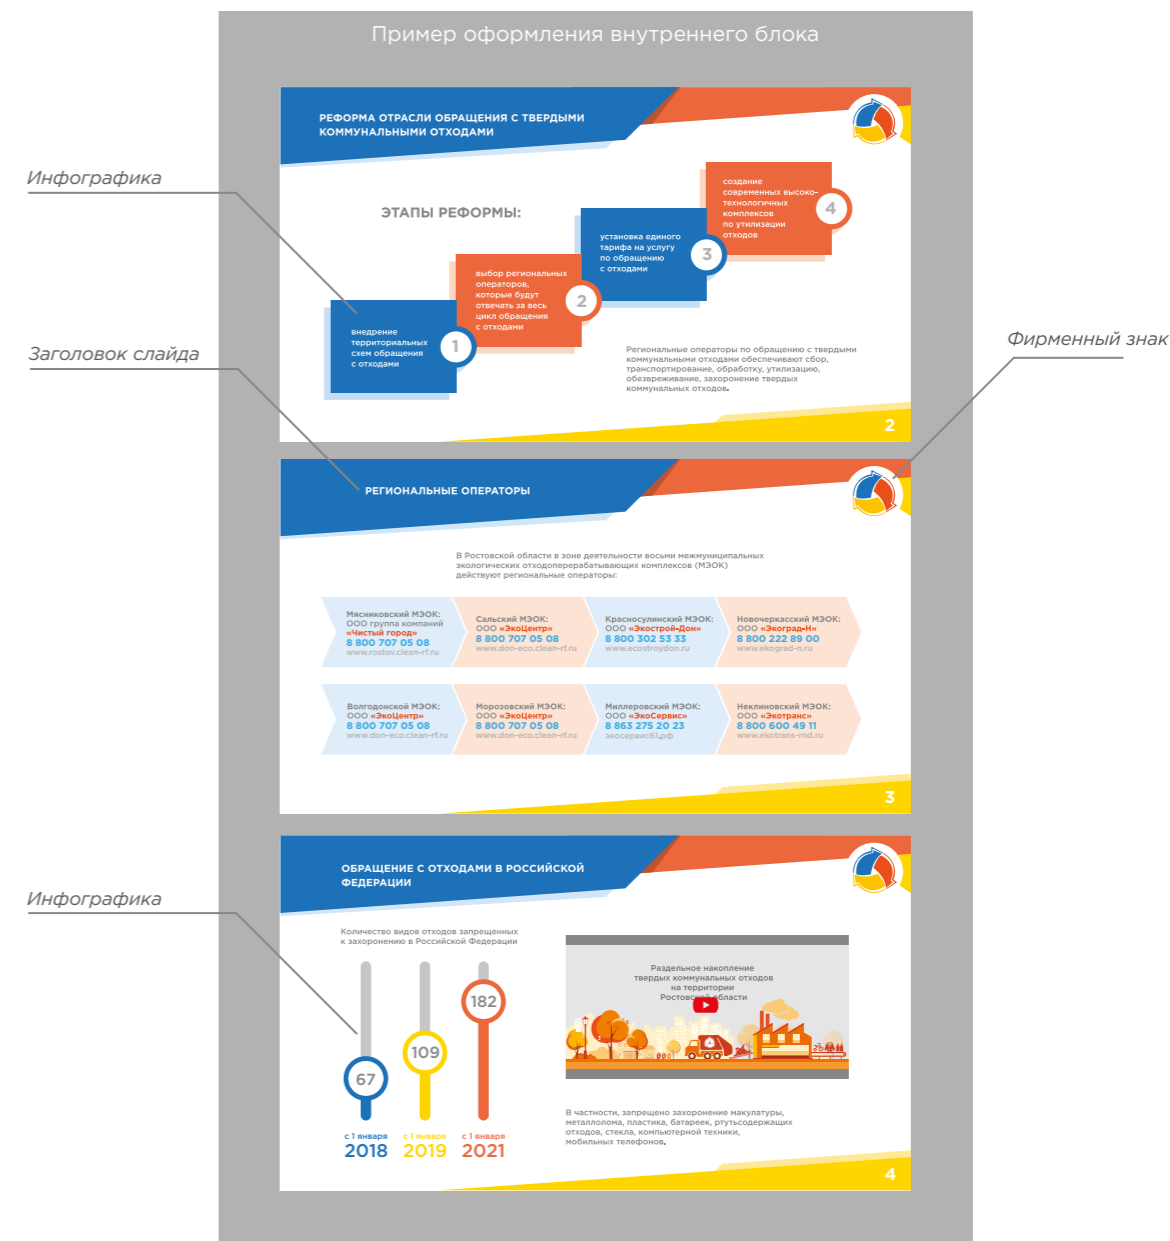 Пример оформления внутреннего блока
Инфографика
Заголовок слайда
Фирменный знак
Инфографика
РЕФОРМА ОТРАСЛИ ОБРАЩЕНИЯ С ТВЕРДЫМИ
КОММУНАЛЬНЫМИ ОТХОДАМИ
ЭТАПЫ РЕФОРМЫ:
внедрение
территориальных
схем обращения
с отходами
1
выбор региональных
операторов,
которые будут
отвечать за весь
цикл обращения
с отходами
2
установка единого
тарифа на услугу
по обращению
с отходами
3
создание
современных высоко-
технологичных
комплексов
по утилизации
отходов
4
Региональные операторы по обращению с твердыми
коммунальными отходами обеспечивают сбор,
транспортирование, обработку, утилизацию,
обезвреживание, захоронение твердых
коммунальных отходов.
2
РЕГИОНАЛЬНЫЕ ОПЕРАТОРЫ
В Ростовской области в зоне деятельности восьми межмуниципальных
экологических отходоперерабатывающих комплексов (МЭОК)
действуют региональные операторы:
Мясниковский МЭОК:
ООО группа компаний
«Чистый город»
8 800 707 05 08
www.rostov.clean-rf.ru
Сальский МЭОК:
ООО «ЭкоЦентр»
8 800 707 05 08
www.don-eco.clean-rf.ru
Красносулинский МЭОК:
ООО «Экострой-Дон»
8 800 302 53 33
www.ecostroydon.ru
Новочеркасский МЭОК:
ООО «Экоград-Н»
8 800 222 89 00
www.ekograd-n.ru
Волгодонской МЭОК:
ООО «ЭкоЦентр»
8 800 707 05 08
www.don-eco.clean-rf.ru
Морозовский МЭОК:
ООО «ЭкоЦентр»
8 800 707 05 08
www.don-eco.clean-rf.ru
Миллеровский МЭОК:
ООО «ЭкоСервис»
8 863 275 20 23
экосервис61.рф
Неклиновский МЭОК:
ООО «Экотранс»
8 800 600 49 11
www.ekotrans-rnd.ru
3
ОБРАЩЕНИЕ С ОТХОДАМИ В РОССИЙСКОЙ
ФЕДЕРАЦИИ
Количество видов отходов запрещенных
к захоронению в Российской Федерации
67
109
182
с 1 января
2018
с 1 января
2019
с 1 января
2021
Раздельное накопление
твердых коммунальных отходов
на территории
Ростовской области
В частности, запрещено захоронение макулатуры,
металлолома, пластика, батареек, ртутьсодержащих
отходов, стекла, компьютерной техники,
мобильных телефонов.
4